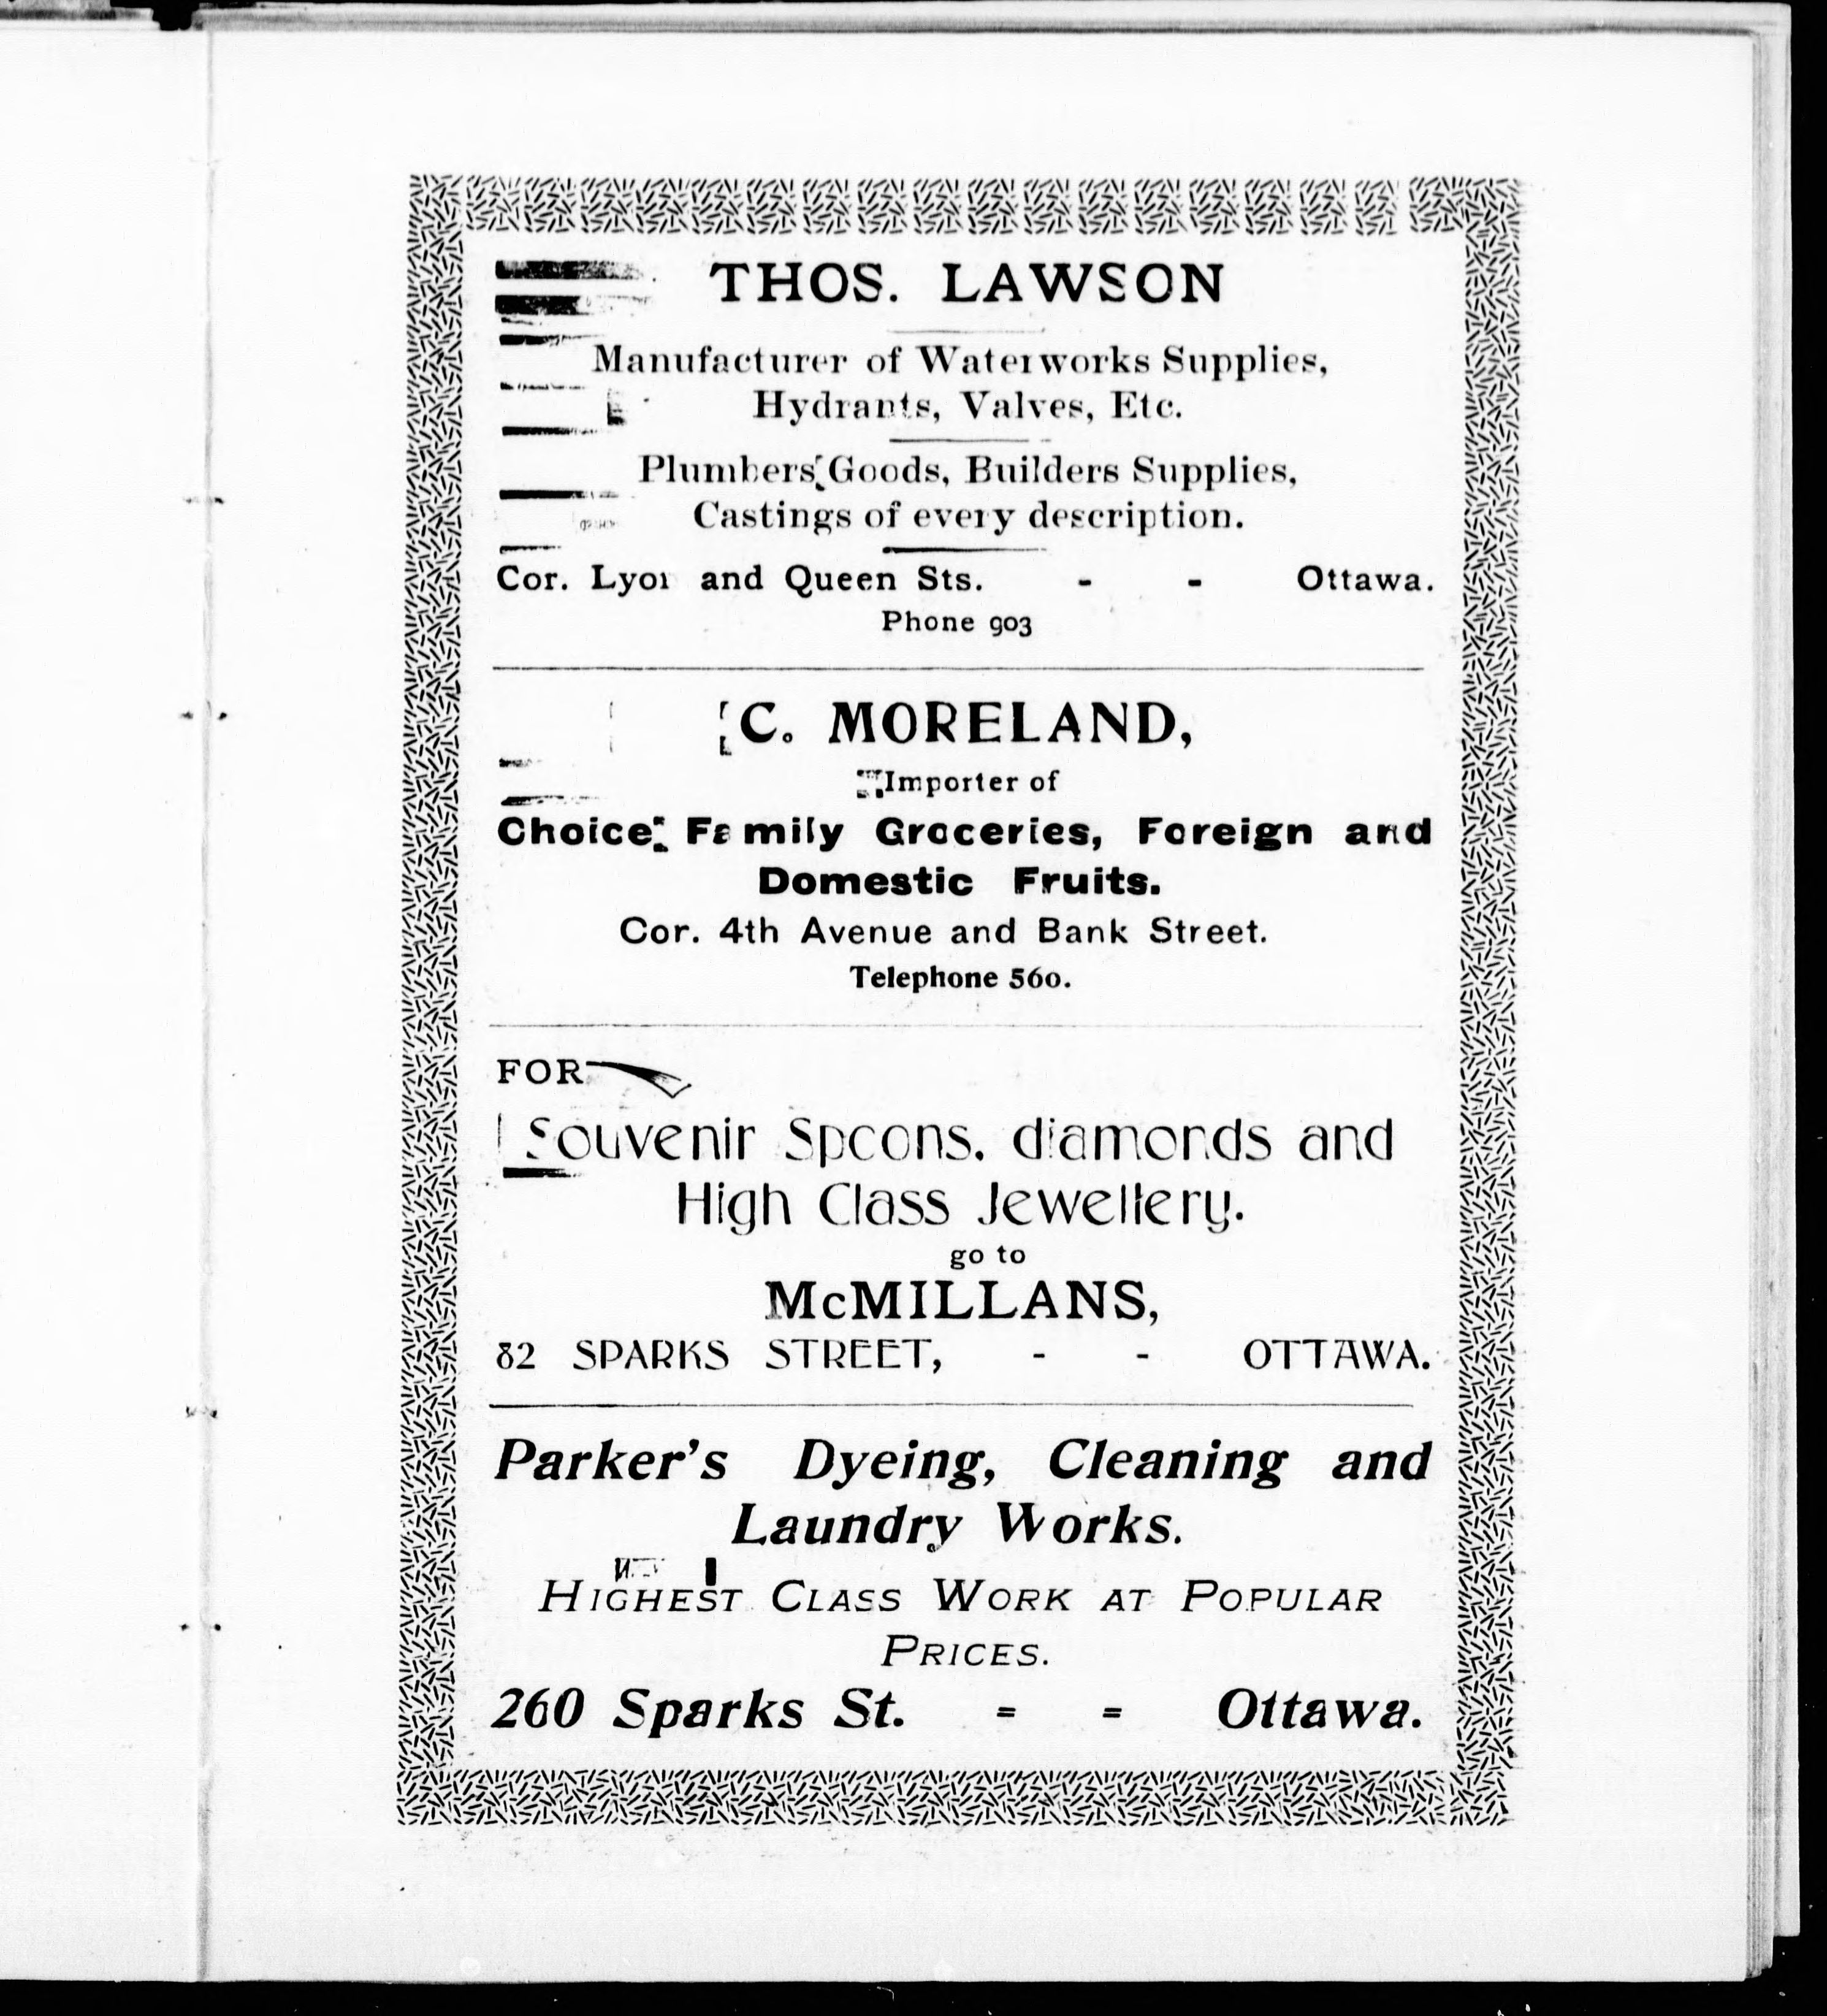 THOS. LAWSON
Manufacturer of Waterworks Supplies,
Hydrants, Valves, Etc.
Plumbers' Goods, Builders Supplies,
Castings of every description.
Cor. Lyon and Queen Sts. - - Ottawa.
Phone 903
C. MORELAND,
Importer of
Choice Family Groceries, Foreign and
Domestic Fruits.
Cor. 4th Avenue and Bank Street.
Telephone 560.
FOR
Souvenir Spoons, diamonds and
High Class Jewellery.
go to
McMILLANS,
82 SPARKS STREET, - - OTTAWA.
Parker's Dyeing, Cleaning and
Laundry Works.
HIGHEST CLASS WORK AT POPULAR
PRICES.
260 Sparks St. = = Ottawa.